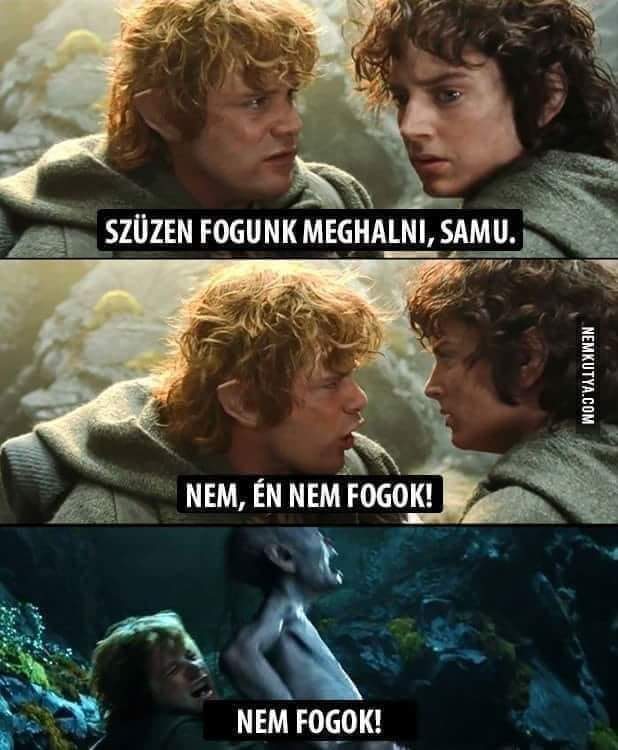 SZÜZEN FOGUNK MEGHALNI, SAMU.
NEMKUTYA.COM
NEM, ÉN NEM FOGOK!
NEM FOGOK!